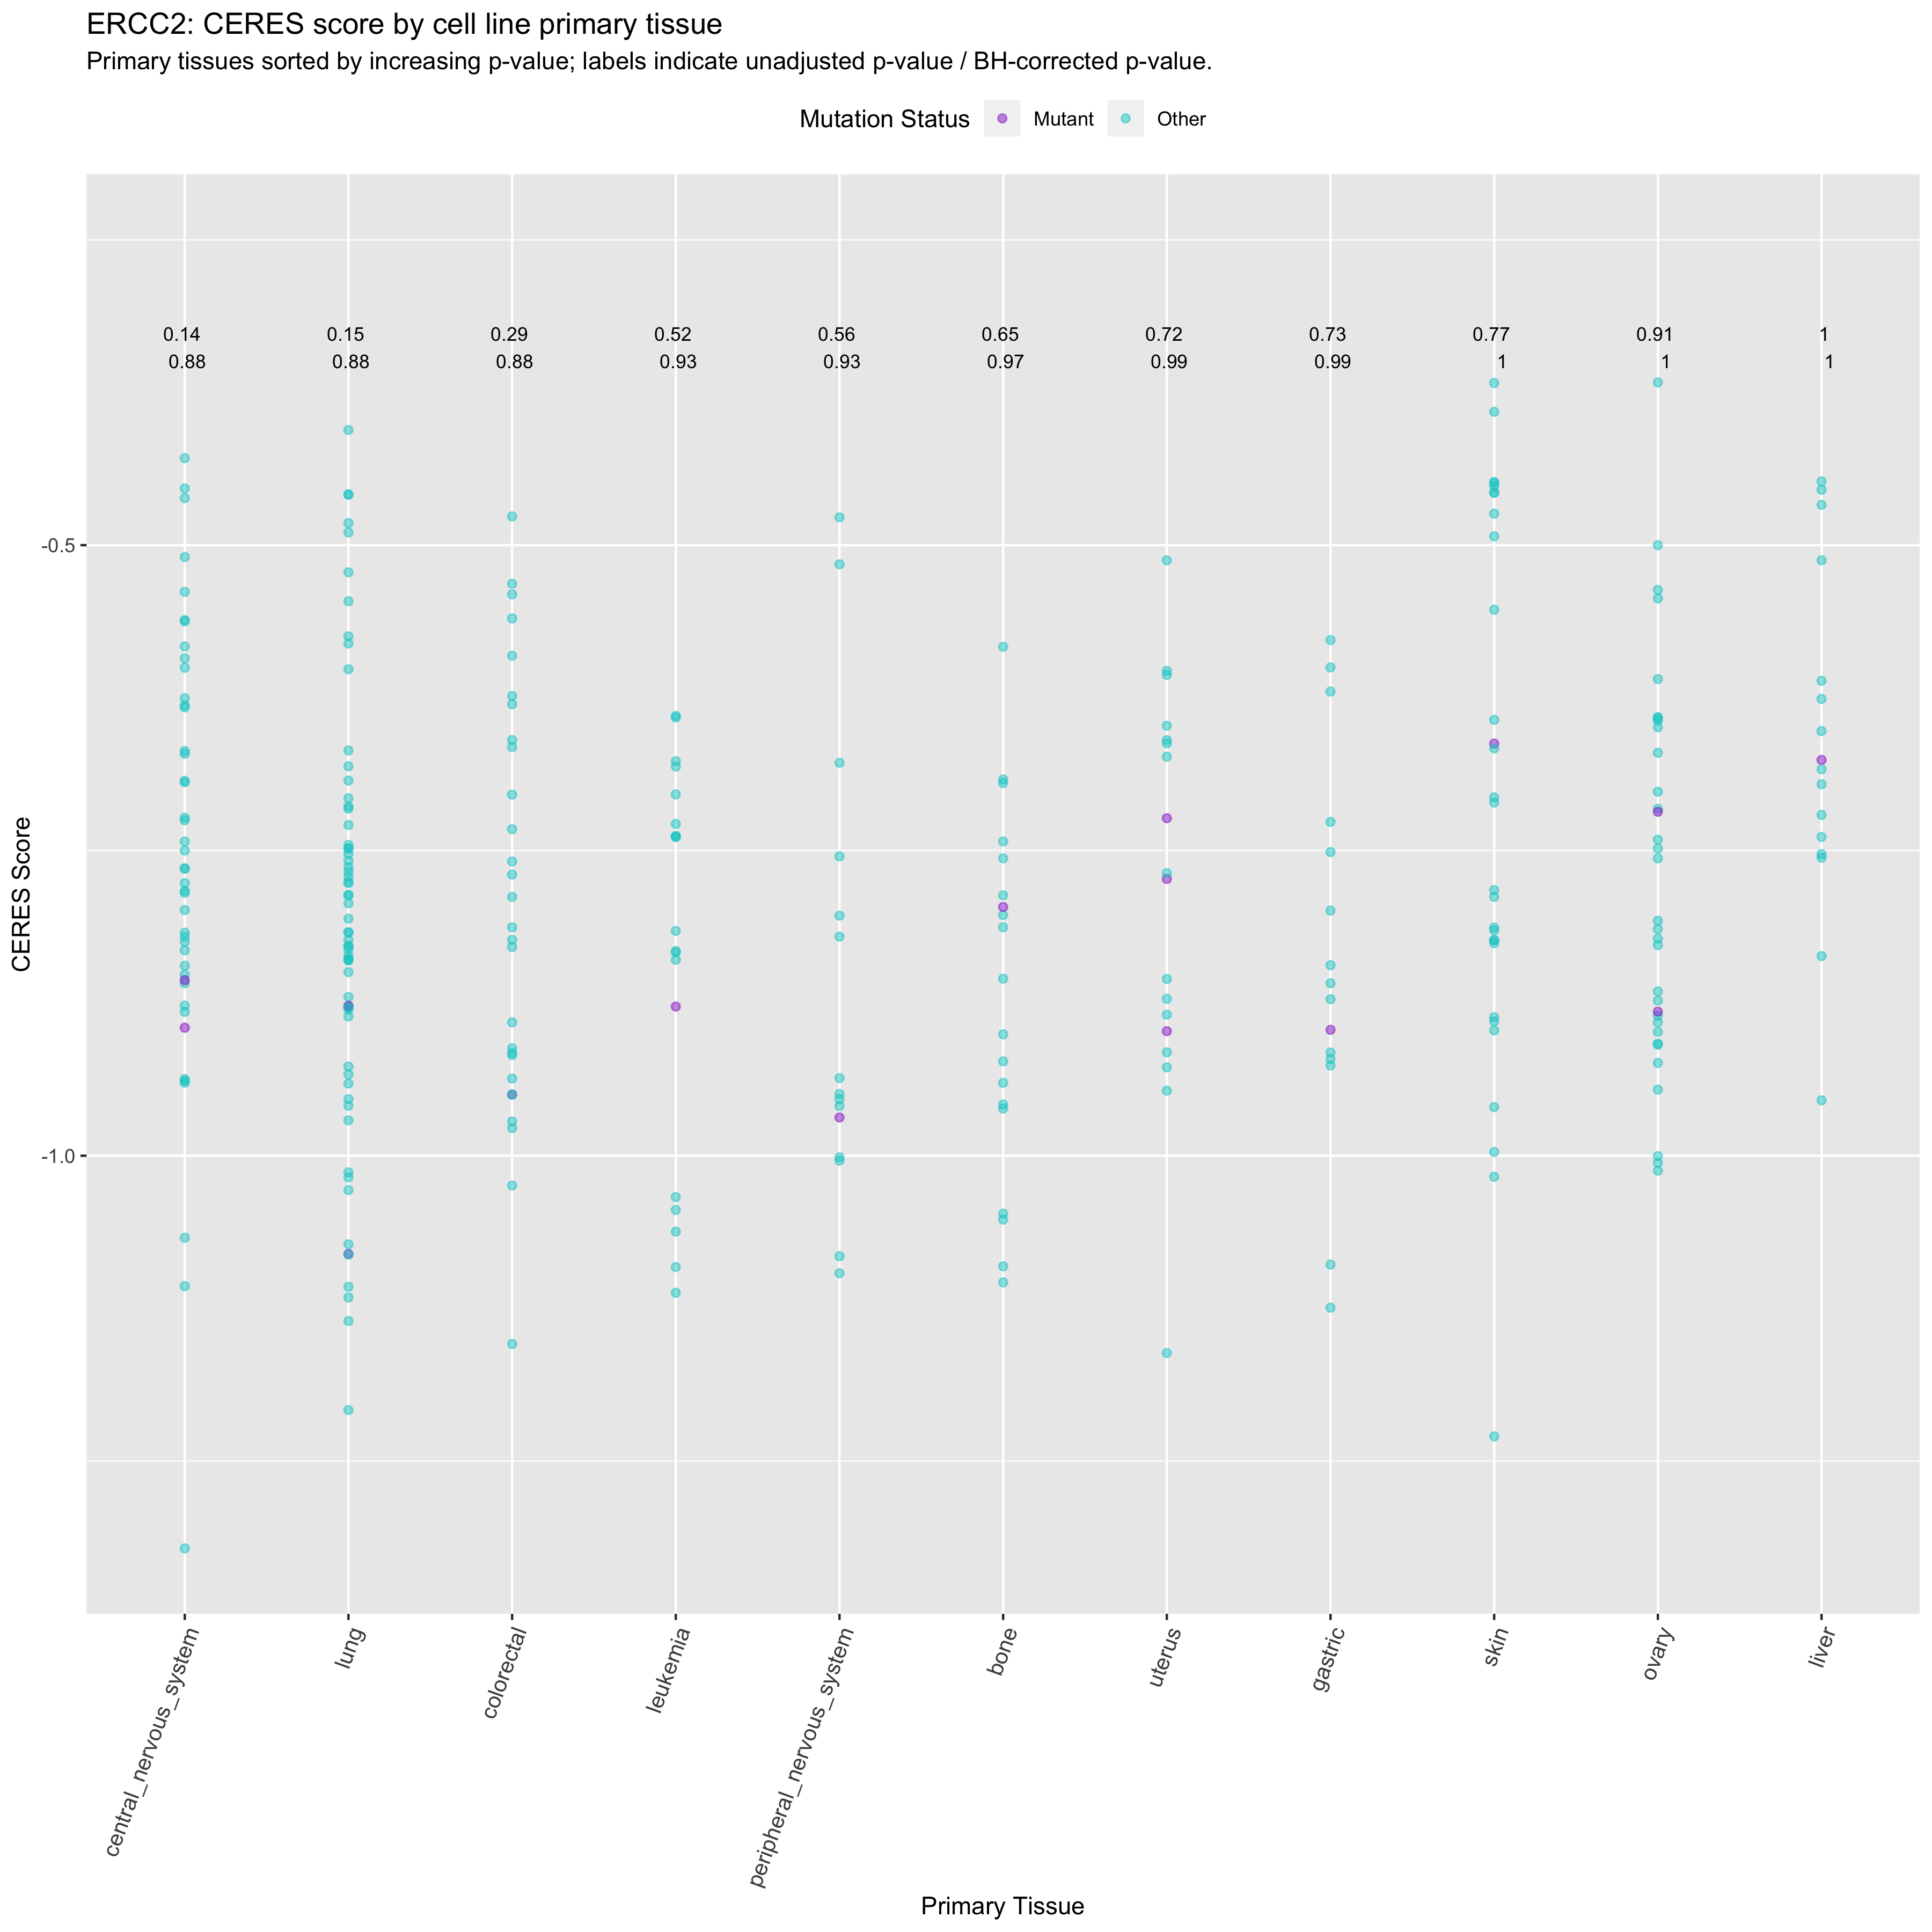 ERCC2: CERES score by cell line primary tissue
Primary tissues sorted by increasing p-value; labels indicate unadjusted p-value / BH-corrected p-value.
Mutation Status Mutant Other
0.14 0.15 0.29 0.52 0.56 0.65 0.72 0.73 0.77 0.91 1
0.88 0.88 0.88 0.93 0.93 0.97 0.99 0.99 1 1 1
-0.5
-1.0
CERES Score
central_nervous_system lung colorectal leukemia peripheral_nervous_system bone uterus gastric skin ovary liver
Primary Tissue